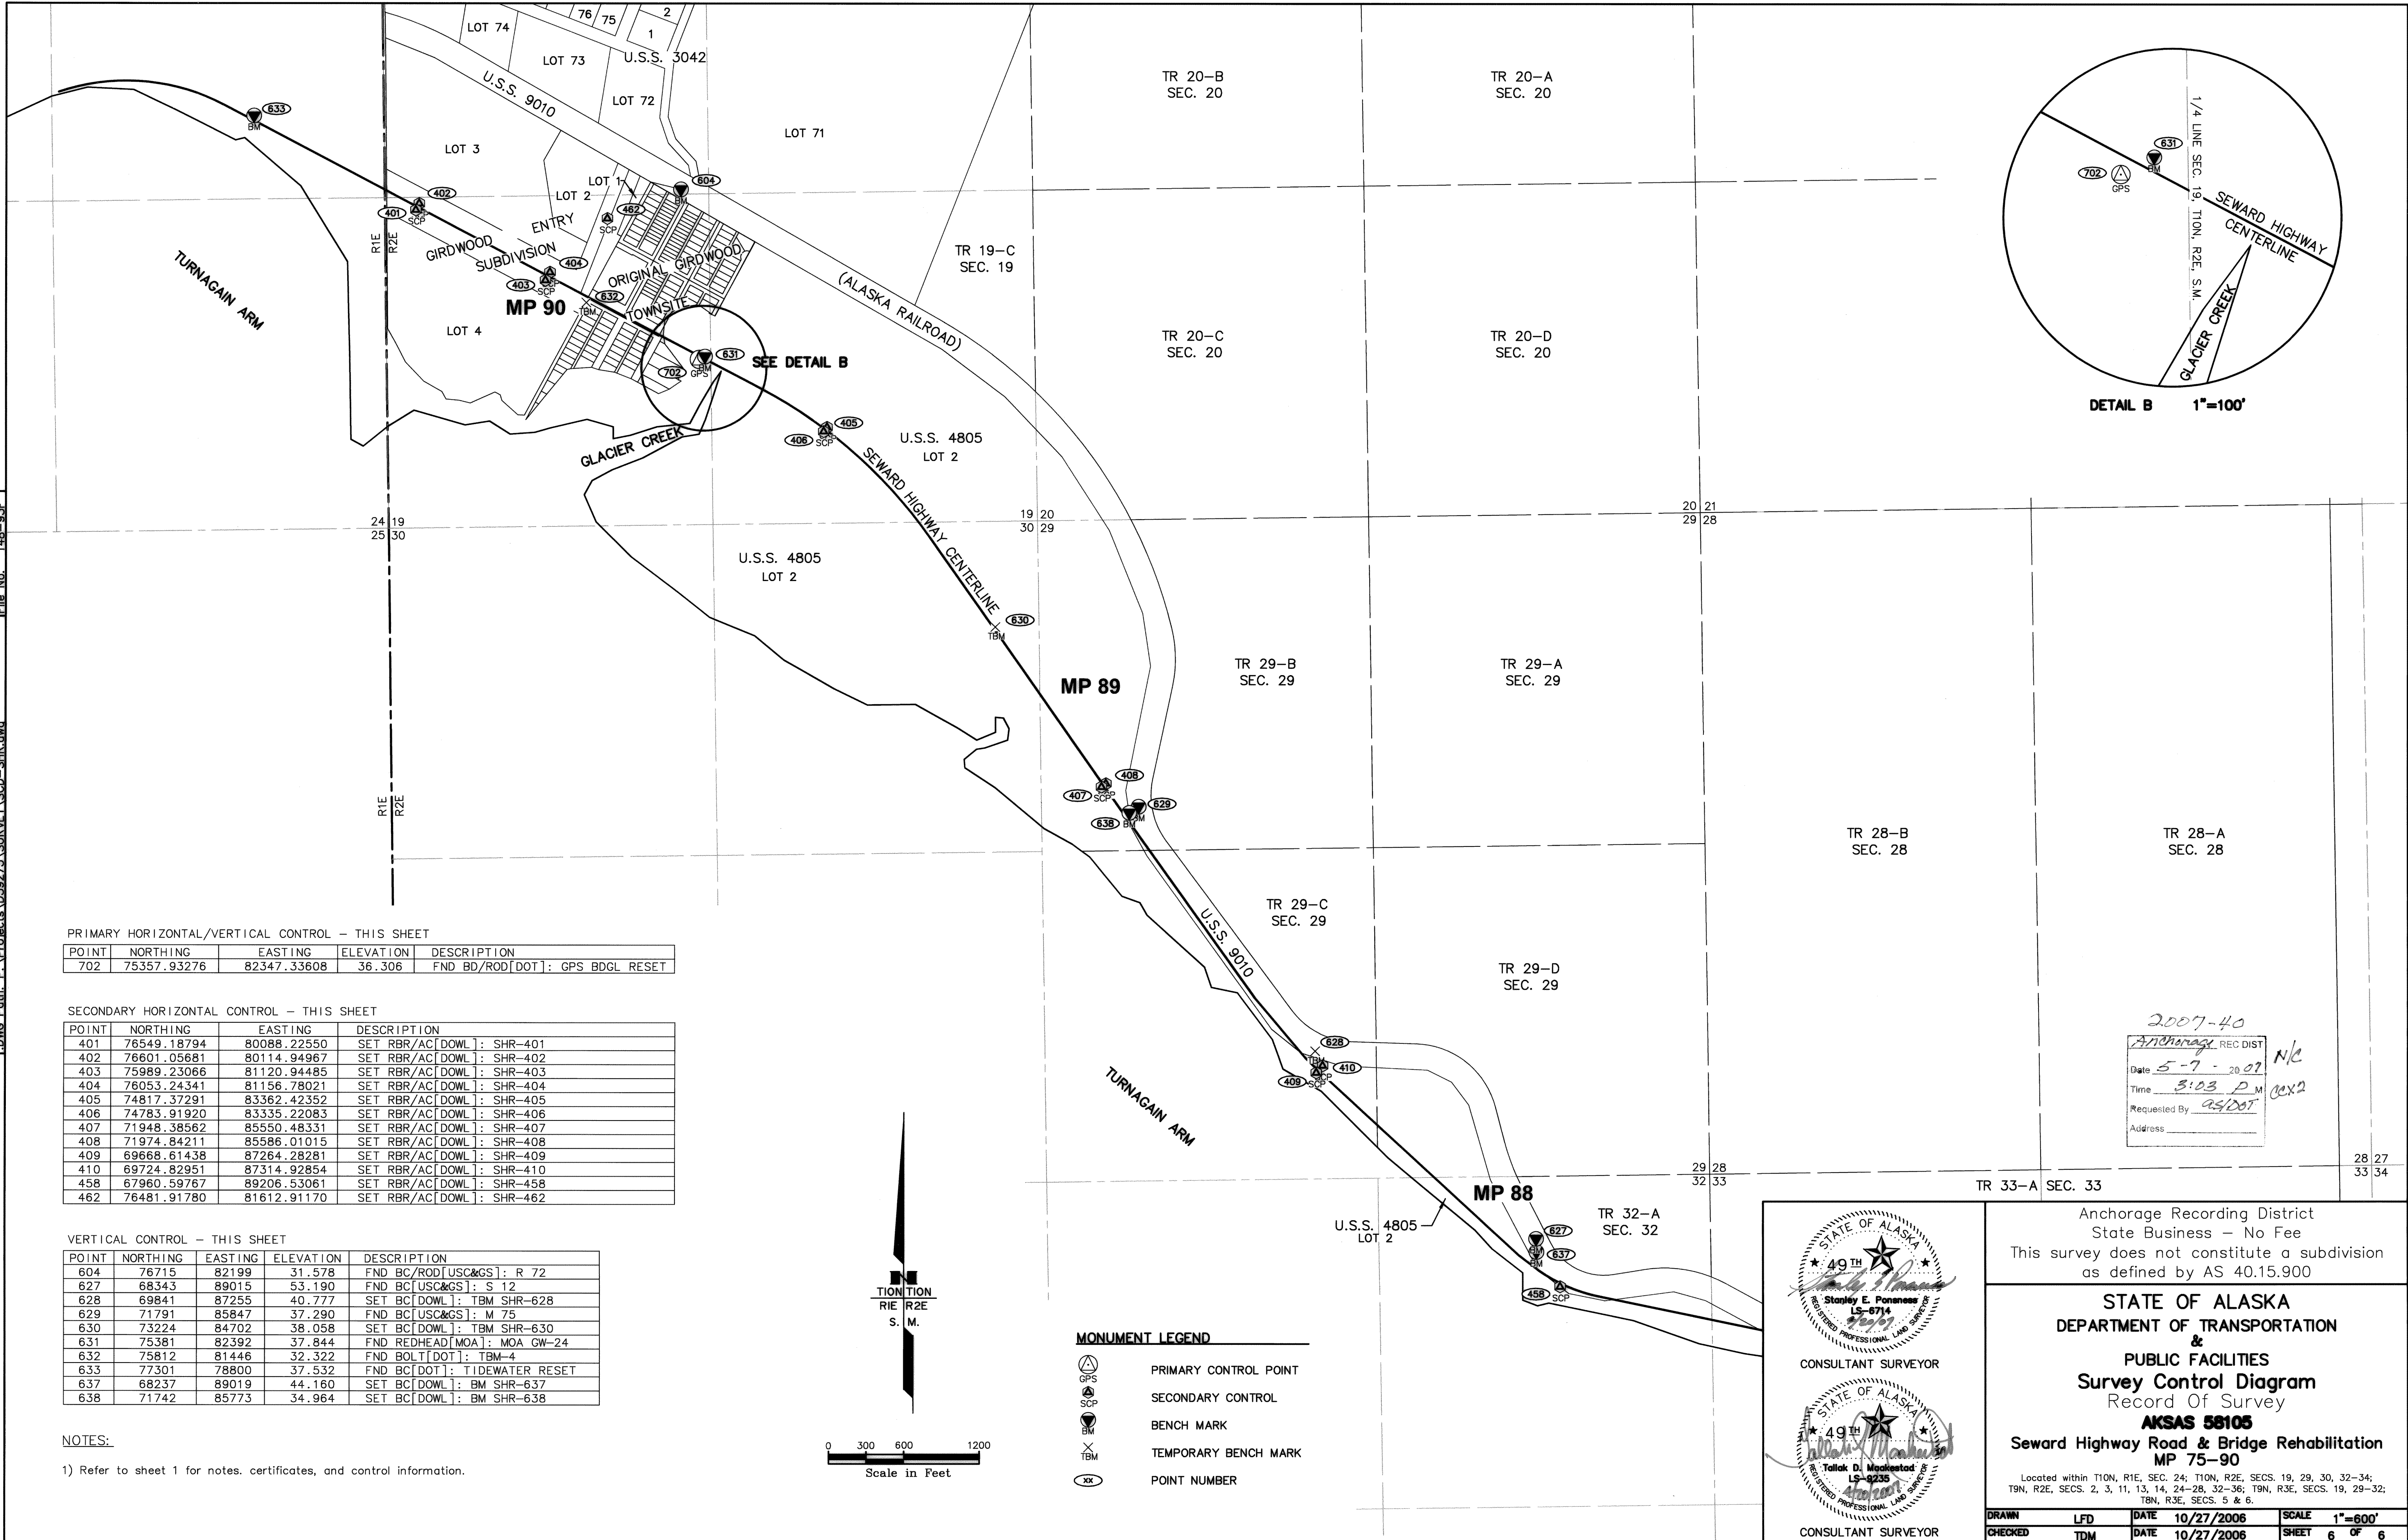 76 75 2
LOT 74 1
LOT 73 U.S.S. 3042
U.S.S. 9010
LOT 72
LOT 71
633
BM
LOT 3
LOT 1
LOT 2
604
BM
402
401
SCP
462
SCP
ENTRY
R1E R2E
GIRDWOOD
SUBDIVISION
ORIGINAL GIRDWOOD
TOWNSITE
404
403
SCP
MP 90
632
TBM
LOT 4
TURNAGAIN ARM
631
BM
702
GPS
SEE DETAIL B
GLACIER CREEK
405
406
SCP
U.S.S. 4805
LOT 2
(ALASKA RAILROAD)
TR 19-C
SEC. 19
TR 20-B
SEC. 20
TR 20-A
SEC. 20
TR 20-C
SEC. 20
TR 20-D
SEC. 20
1/4 LINE SEC. 19, T10N, R2E, S.M.
631
BM
702
GPS
SEWARD HIGHWAY
CENTERLINE
GLACIER CREEK
DETAIL B 1"=100'
24 19
25 30
19 20
30 29
20 21
29 28
SEWARD HIGHWAY CENTERLINE
U.S.S. 4805
LOT 2
630
TBM
MP 89
TR 29-B
SEC. 29
TR 29-A
SEC. 29
R1E R2E
408
407
SCP
629
BM
638
BM
TR 28-B
SEC. 28
TR 28-A
SEC. 28
U.S.S. 9010
TR 29-C
SEC. 29
TR 29-D
SEC. 29
628
TBM
410
SCP
409
SCP
TURNAGAIN ARM
29 28
32 33
28 27
33 34
TR 33-A SEC. 33
MP 88
U.S.S. 4805
LOT 2
TR 32-A
SEC. 32
627
BM
637
BM
458
SCP
PRIMARY HORIZONTAL/VERTICAL CONTROL - THIS SHEET
POINT NORTHING EASTING ELEVATION DESCRIPTION
702 75357.93276 82347.33608 36.306 FND BD/ROD[DOT]: GPS BDGL RESET
SECONDARY HORIZONTAL CONTROL - THIS SHEET
POINT NORTHING EASTING DESCRIPTION
401 76549.18794 80088.22550 SET RBR/AC[DOWL]: SHR-401
402 76601.05681 80114.94967 SET RBR/AC[DOWL]: SHR-402
403 75989.23066 81120.94485 SET RBR/AC[DOWL]: SHR-403
404 76053.24341 81156.78021 SET RBR/AC[DOWL]: SHR-404
405 74817.37291 83362.42352 SET RBR/AC[DOWL]: SHR-405
406 74783.91920 83335.22083 SET RBR/AC[DOWL]: SHR-406
407 71948.38562 85550.48331 SET RBR/AC[DOWL]: SHR-407
408 71974.84211 85586.01015 SET RBR/AC[DOWL]: SHR-408
409 69668.61438 87264.28281 SET RBR/AC[DOWL]: SHR-409
410 69724.82951 87314.92854 SET RBR/AC[DOWL]: SHR-410
458 67960.59767 89206.53061 SET RBR/AC[DOWL]: SHR-458
462 76481.91780 81612.91170 SET RBR/AC[DOWL]: SHR-462
VERTICAL CONTROL - THIS SHEET
POINT NORTHING EASTING ELEVATION DESCRIPTION
604 76715 82199 31.578 FND BC/ROD[USC&GS]: R 72
627 68343 89015 53.190 FND BC[USC&GS]: S 12
628 69841 87255 40.777 SET BC[DOWL]: TBM SHR-628
629 71791 85847 37.290 FND BC[USC&GS]: M 75
630 73224 84702 38.058 SET BC[DOWL]: TBM SHR-630
631 75381 82392 37.844 FND REDHEAD[MOA]: MOA GW-24
632 75812 81446 32.322 FND BOLT[DOT]: TBM-4
633 77301 78800 37.532 FND BC[DOT]: TIDEWATER RESET
637 68237 89019 44.160 SET BC[DOWL]: BM SHR-637
638 71742 85773 34.964 SET BC[DOWL]: BM SHR-638
NOTES:
1) Refer to sheet 1 for notes. certificates, and control information.
N
TION TION
RIE R2E
S. M.
0 300 600 1200
Scale in Feet
MONUMENT LEGEND
GPS PRIMARY CONTROL POINT
SCP SECONDARY CONTROL
BM BENCH MARK
TBM TEMPORARY BENCH MARK
XX POINT NUMBER
2007-40
Anchorage REC DIST
Date 5-7-2007 N/C
Time 3:03 P M CCX2
Requested By AS/DOT
Address
STATE OF ALASKA
49TH
Stanley E. Ponsness
LS-6714
REGISTERED PROFESSIONAL LAND SURVEYOR
CONSULTANT SURVEYOR
STATE OF ALASKA
49TH
Tallak D. Maakestad
LS-9235
4/20/2007
REGISTERED PROFESSIONAL LAND SURVEYOR
CONSULTANT SURVEYOR
Anchorage Recording District
State Business - No Fee
This survey does not constitute a subdivision
as defined by AS 40.15.900
STATE OF ALASKA
DEPARTMENT OF TRANSPORTATION
&
PUBLIC FACILITIES
Survey Control Diagram
Record Of Survey
AKSAS 58105
Seward Highway Road & Bridge Rehabilitation
MP 75-90
Located within T10N, R1E, SEC. 24; T10N, R2E, SECS. 19, 29, 30, 32-34;
T9N, R2E, SECS. 2, 3, 11, 13, 14, 24-28, 32-36; T9N, R3E, SECS. 19, 29-32;
T8N, R3E, SECS. 5 & 6.
DRAWN LFD DATE 10/27/2006 SCALE 1"=600'
CHECKED TDM DATE 10/27/2006 SHEET 6 OF 6